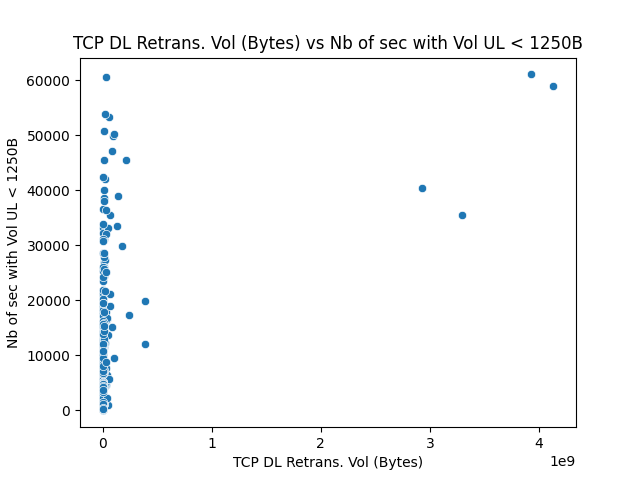 TCP DL Retrans. Vol (Bytes) vs Nb of sec with Vol UL < 1250B
60000
50000
40000
30000
20000
10000
0
Nb of sec with Vol UL < 1250B
0 1 2 3 4
1e9
TCP DL Retrans. Vol (Bytes)